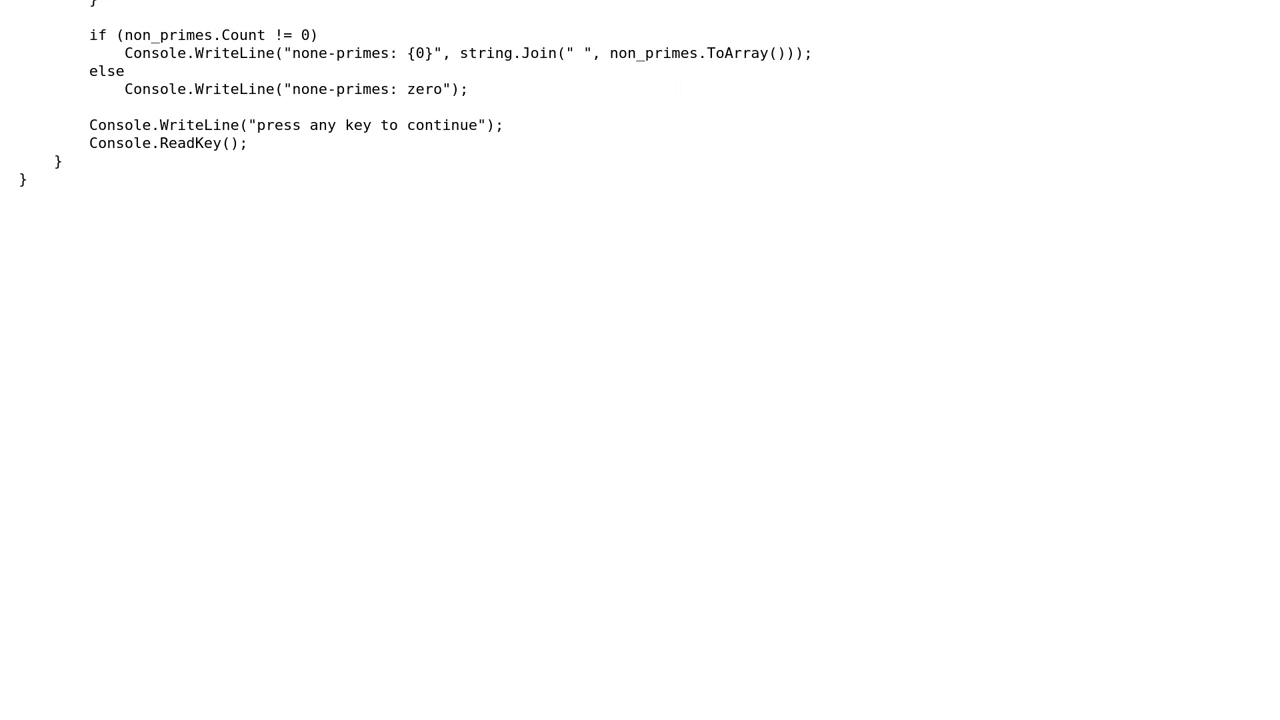 }

        if (non_primes.Count != 0)
            Console.WriteLine("none-primes: {0}", string.Join(" ", non_primes.ToArray()));
        else
            Console.WriteLine("none-primes: zero");

        Console.WriteLine("press any key to continue");
        Console.ReadKey();
    }
}